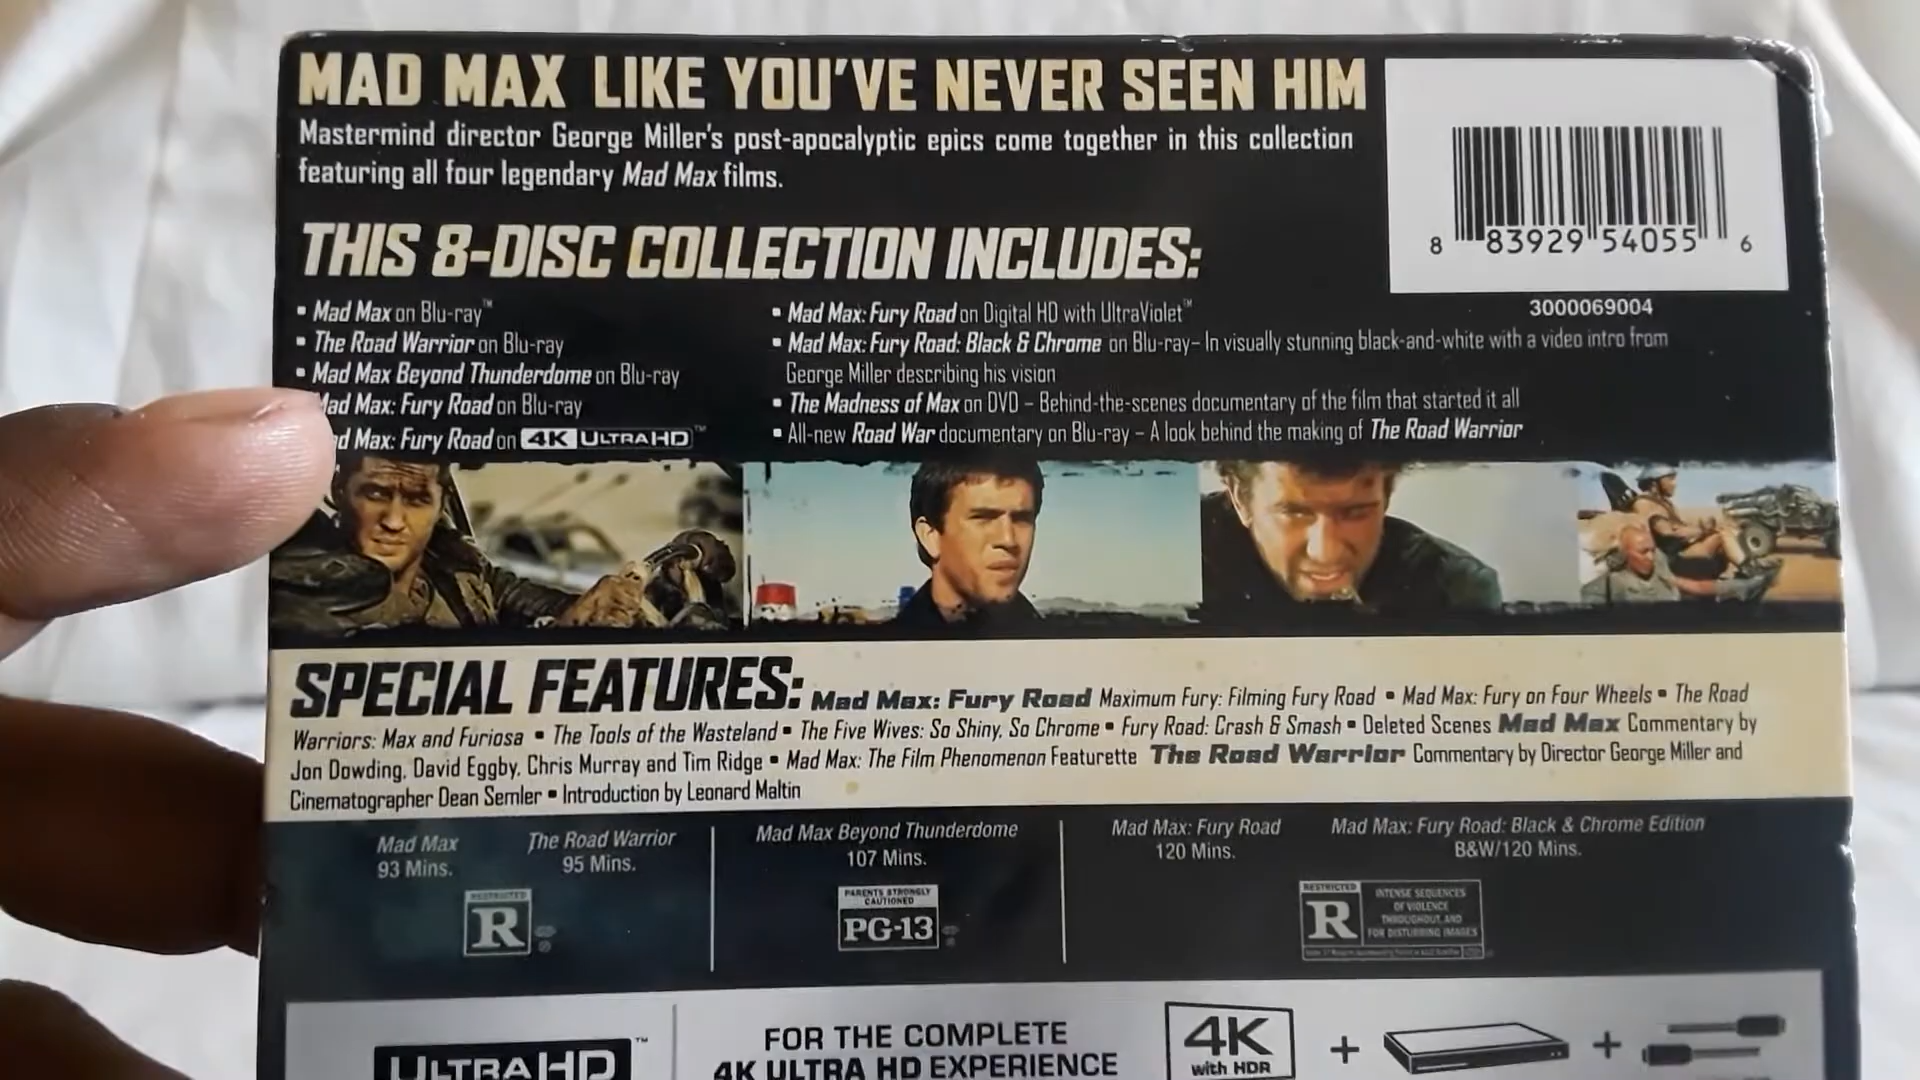 MAD MAX LIKE YOU'VE NEVER SEEN HIM
Mastermind director George Miller's post-apocalyptic epics come together in this collection
featuring all four legendary Mad Max films.
8 83929 54055 6
3000069004
THIS 8-DISC COLLECTION INCLUDES:
▪ Mad Max on Blu-ray™
▪ The Road Warrior on Blu-ray
▪ Mad Max Beyond Thunderdome on Blu-ray
Mad Max: Fury Road on Blu-ray
Max: Fury Road on 4K ULTRA HD™
▪ Mad Max: Fury Road on Digital HD with UltraViolet™
▪ Mad Max: Fury Road: Black & Chrome on Blu-ray– In visually stunning black-and-white with a video intro from
George Miller describing his vision
▪ The Madness of Max on DVD – Behind-the-scenes documentary of the film that started it all
▪ All-new Road War documentary on Blu-ray – A look behind the making of The Road Warrior
SPECIAL FEATURES: Mad Max: Fury Road Maximum Fury: Filming Fury Road ▪ Mad Max: Fury on Four Wheels ▪ The Road
Warriors: Max and Furiosa ▪ The Tools of the Wasteland ▪ The Five Wives: So Shiny, So Chrome ▪ Fury Road: Crash & Smash ▪ Deleted Scenes Mad Max Commentary by
Jon Dowding, David Eggby, Chris Murray and Tim Ridge ▪ Mad Max: The Film Phenomenon Featurette The Road Warrior Commentary by Director George Miller and
Cinematographer Dean Semler ▪ Introduction by Leonard Maltin
Mad Max
93 Mins.
The Road Warrior
95 Mins.
RESTRICTED
R
Mad Max Beyond Thunderdome
107 Mins.
PARENTS STRONGLY
CAUTIONED
PG-13
Mad Max: Fury Road
120 Mins.
Mad Max: Fury Road: Black & Chrome Edition
B&W/120 Mins.
RESTRICTED
R
INTENSE SEQUENCES
OF VIOLENCE
THROUGHOUT, AND
FOR DISTURBING IMAGES
ULTRA HD™
FOR THE COMPLETE
4K ULTRA HD EXPERIENCE
4K
with HDR
+
+